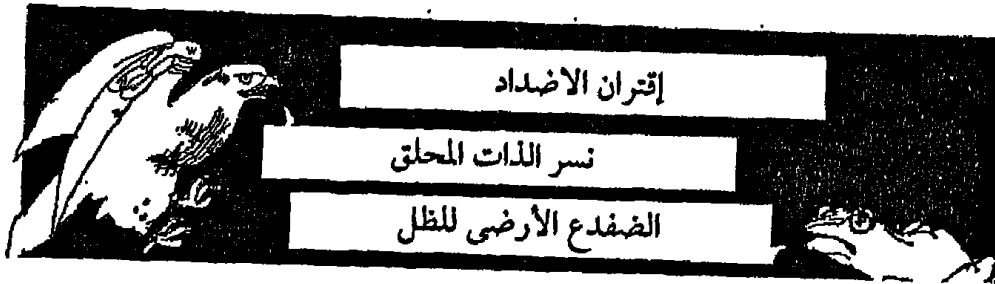 إقتران الاضداد
نسر الذات المحلق
الضفدع الأرضى للظل